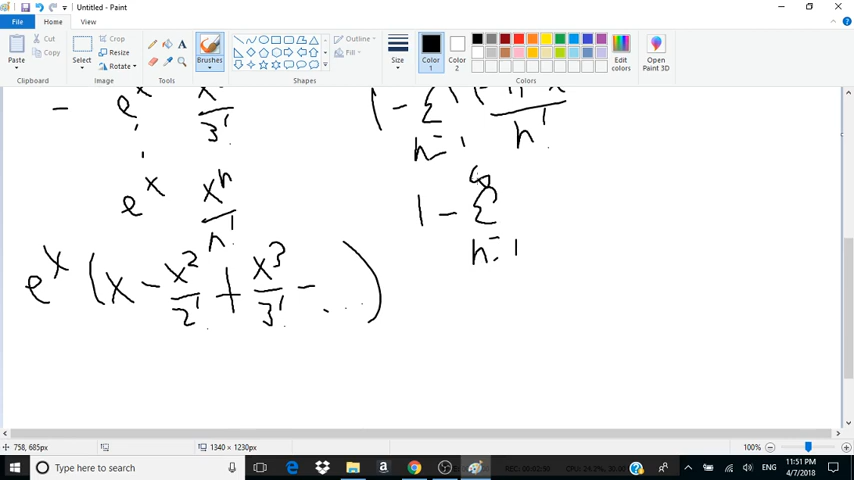 Untitled - Paint
File Home View
Paste
Cut
Copy
Clipboard
Select
Crop
Resize
Rotate
Image
Tools
Brushes
Shapes
Outline
Fill
Size
Color 1
Color 2
Colors
Edit colors
Open Paint 3D
- e^x x/3!
1 - Σ n=1 /n!
e^x x^n/n!
1 - Σ n=1
e^x (x - x^2/2! + x^3/3! - ...)
758, 685px 1340 × 1230px 100%
Type here to search
ENG
11:51 PM
4/7/2018